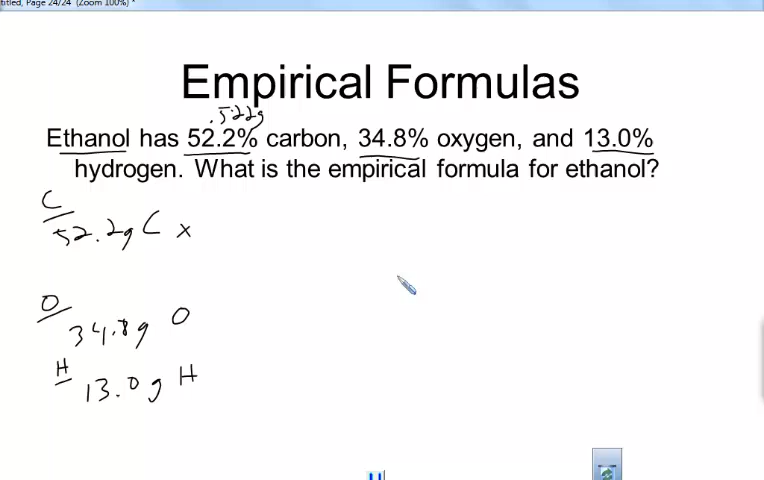 titled, Page 24/24 (Zoom 100%) *
Empirical Formulas
.522g
Ethanol has 52.2% carbon, 34.8% oxygen, and 13.0%
hydrogen. What is the empirical formula for ethanol?
C
52.2g C x
O
34.8g O
H
13.0g H